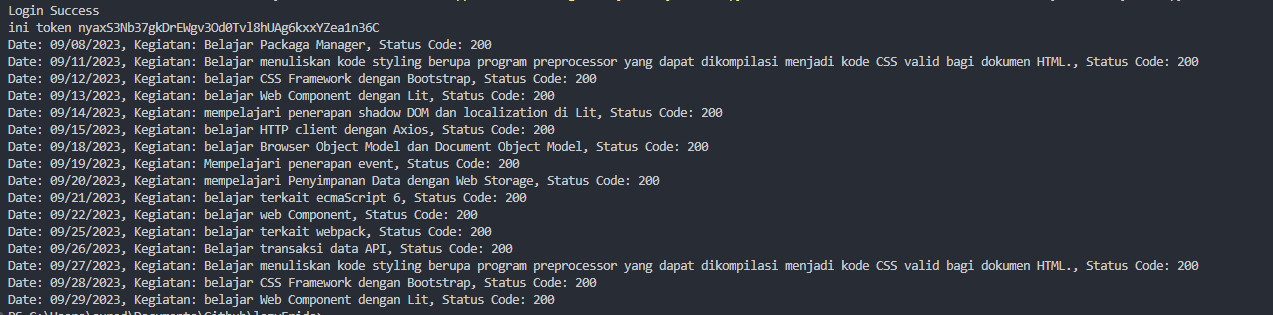 Login Success
ini token nyaxS3Nb37gkDrEWgv3Od0Tvl8hUAg6kxxYZea1n36C
Date: 09/08/2023, Kegiatan: Belajar Packaga Manager, Status Code: 200
Date: 09/11/2023, Kegiatan: Belajar menuliskan kode styling berupa program preprocessor yang dapat dikompilasi menjadi kode CSS valid bagi dokumen HTML., Status Code: 200
Date: 09/12/2023, Kegiatan: belajar CSS Framework dengan Bootstrap, Status Code: 200
Date: 09/13/2023, Kegiatan: belajar Web Component dengan Lit, Status Code: 200
Date: 09/14/2023, Kegiatan: mempelajari penerapan shadow DOM dan localization di Lit, Status Code: 200
Date: 09/15/2023, Kegiatan: belajar HTTP client dengan Axios, Status Code: 200
Date: 09/18/2023, Kegiatan: belajar Browser Object Model dan Document Object Model, Status Code: 200
Date: 09/19/2023, Kegiatan: Mempelajari penerapan event, Status Code: 200
Date: 09/20/2023, Kegiatan: mempelajari Penyimpanan Data dengan Web Storage, Status Code: 200
Date: 09/21/2023, Kegiatan: belajar terkait ecmaScript 6, Status Code: 200
Date: 09/22/2023, Kegiatan: belajar web Component, Status Code: 200
Date: 09/25/2023, Kegiatan: belajar terkait webpack, Status Code: 200
Date: 09/26/2023, Kegiatan: Belajar transaksi data API, Status Code: 200
Date: 09/27/2023, Kegiatan: Belajar menuliskan kode styling berupa program preprocessor yang dapat dikompilasi menjadi kode CSS valid bagi dokumen HTML., Status Code: 200
Date: 09/28/2023, Kegiatan: belajar CSS Framework dengan Bootstrap, Status Code: 200
Date: 09/29/2023, Kegiatan: belajar Web Component dengan Lit, Status Code: 200